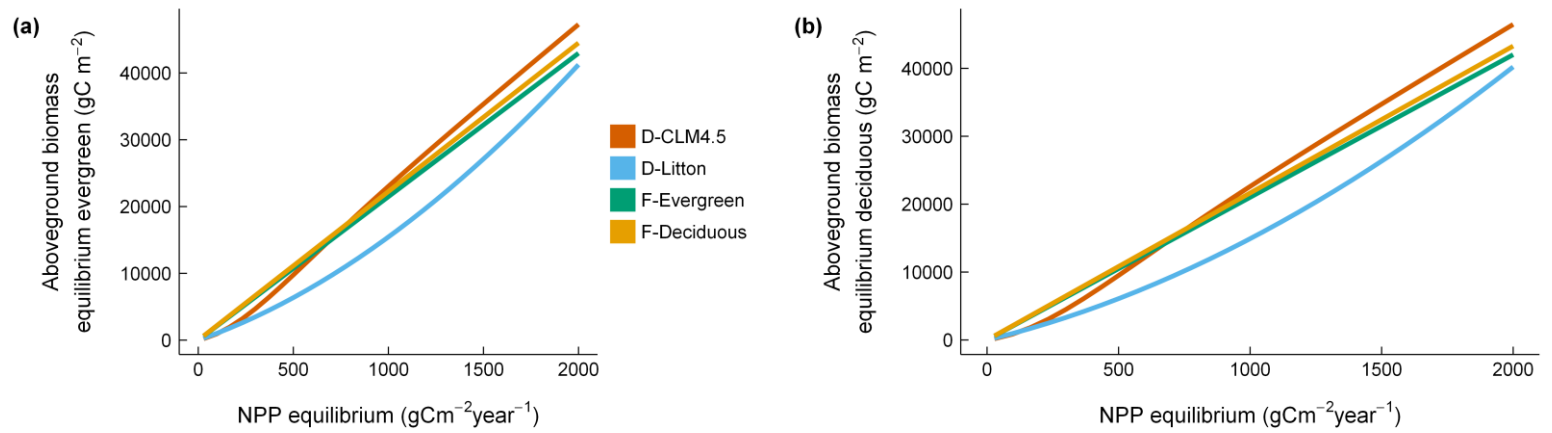 (a)
Aboveground biomass
equilibrium evergreen (gC m−2)
40000
30000
20000
10000
0
0 500 1000 1500 2000
NPP equilibrium (gCm−2year−1)
D-CLM4.5
D-Litton
F-Evergreen
F-Deciduous
(b)
Aboveground biomass
equilibrium deciduous (gC m−2)
40000
30000
20000
10000
0
0 500 1000 1500 2000
NPP equilibrium (gCm−2year−1)